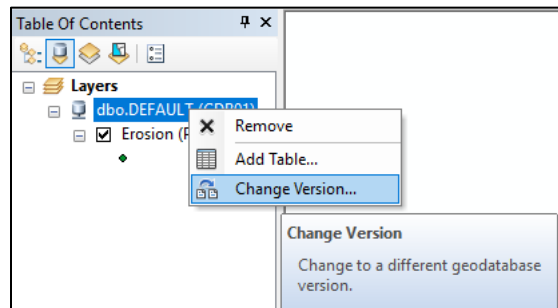 Table Of Contents
Layers
dbo.DEFAULT (GDB01)
Erosion (F
Remove
Add Table...
Change Version...
Change Version
Change to a different geodatabase
version.